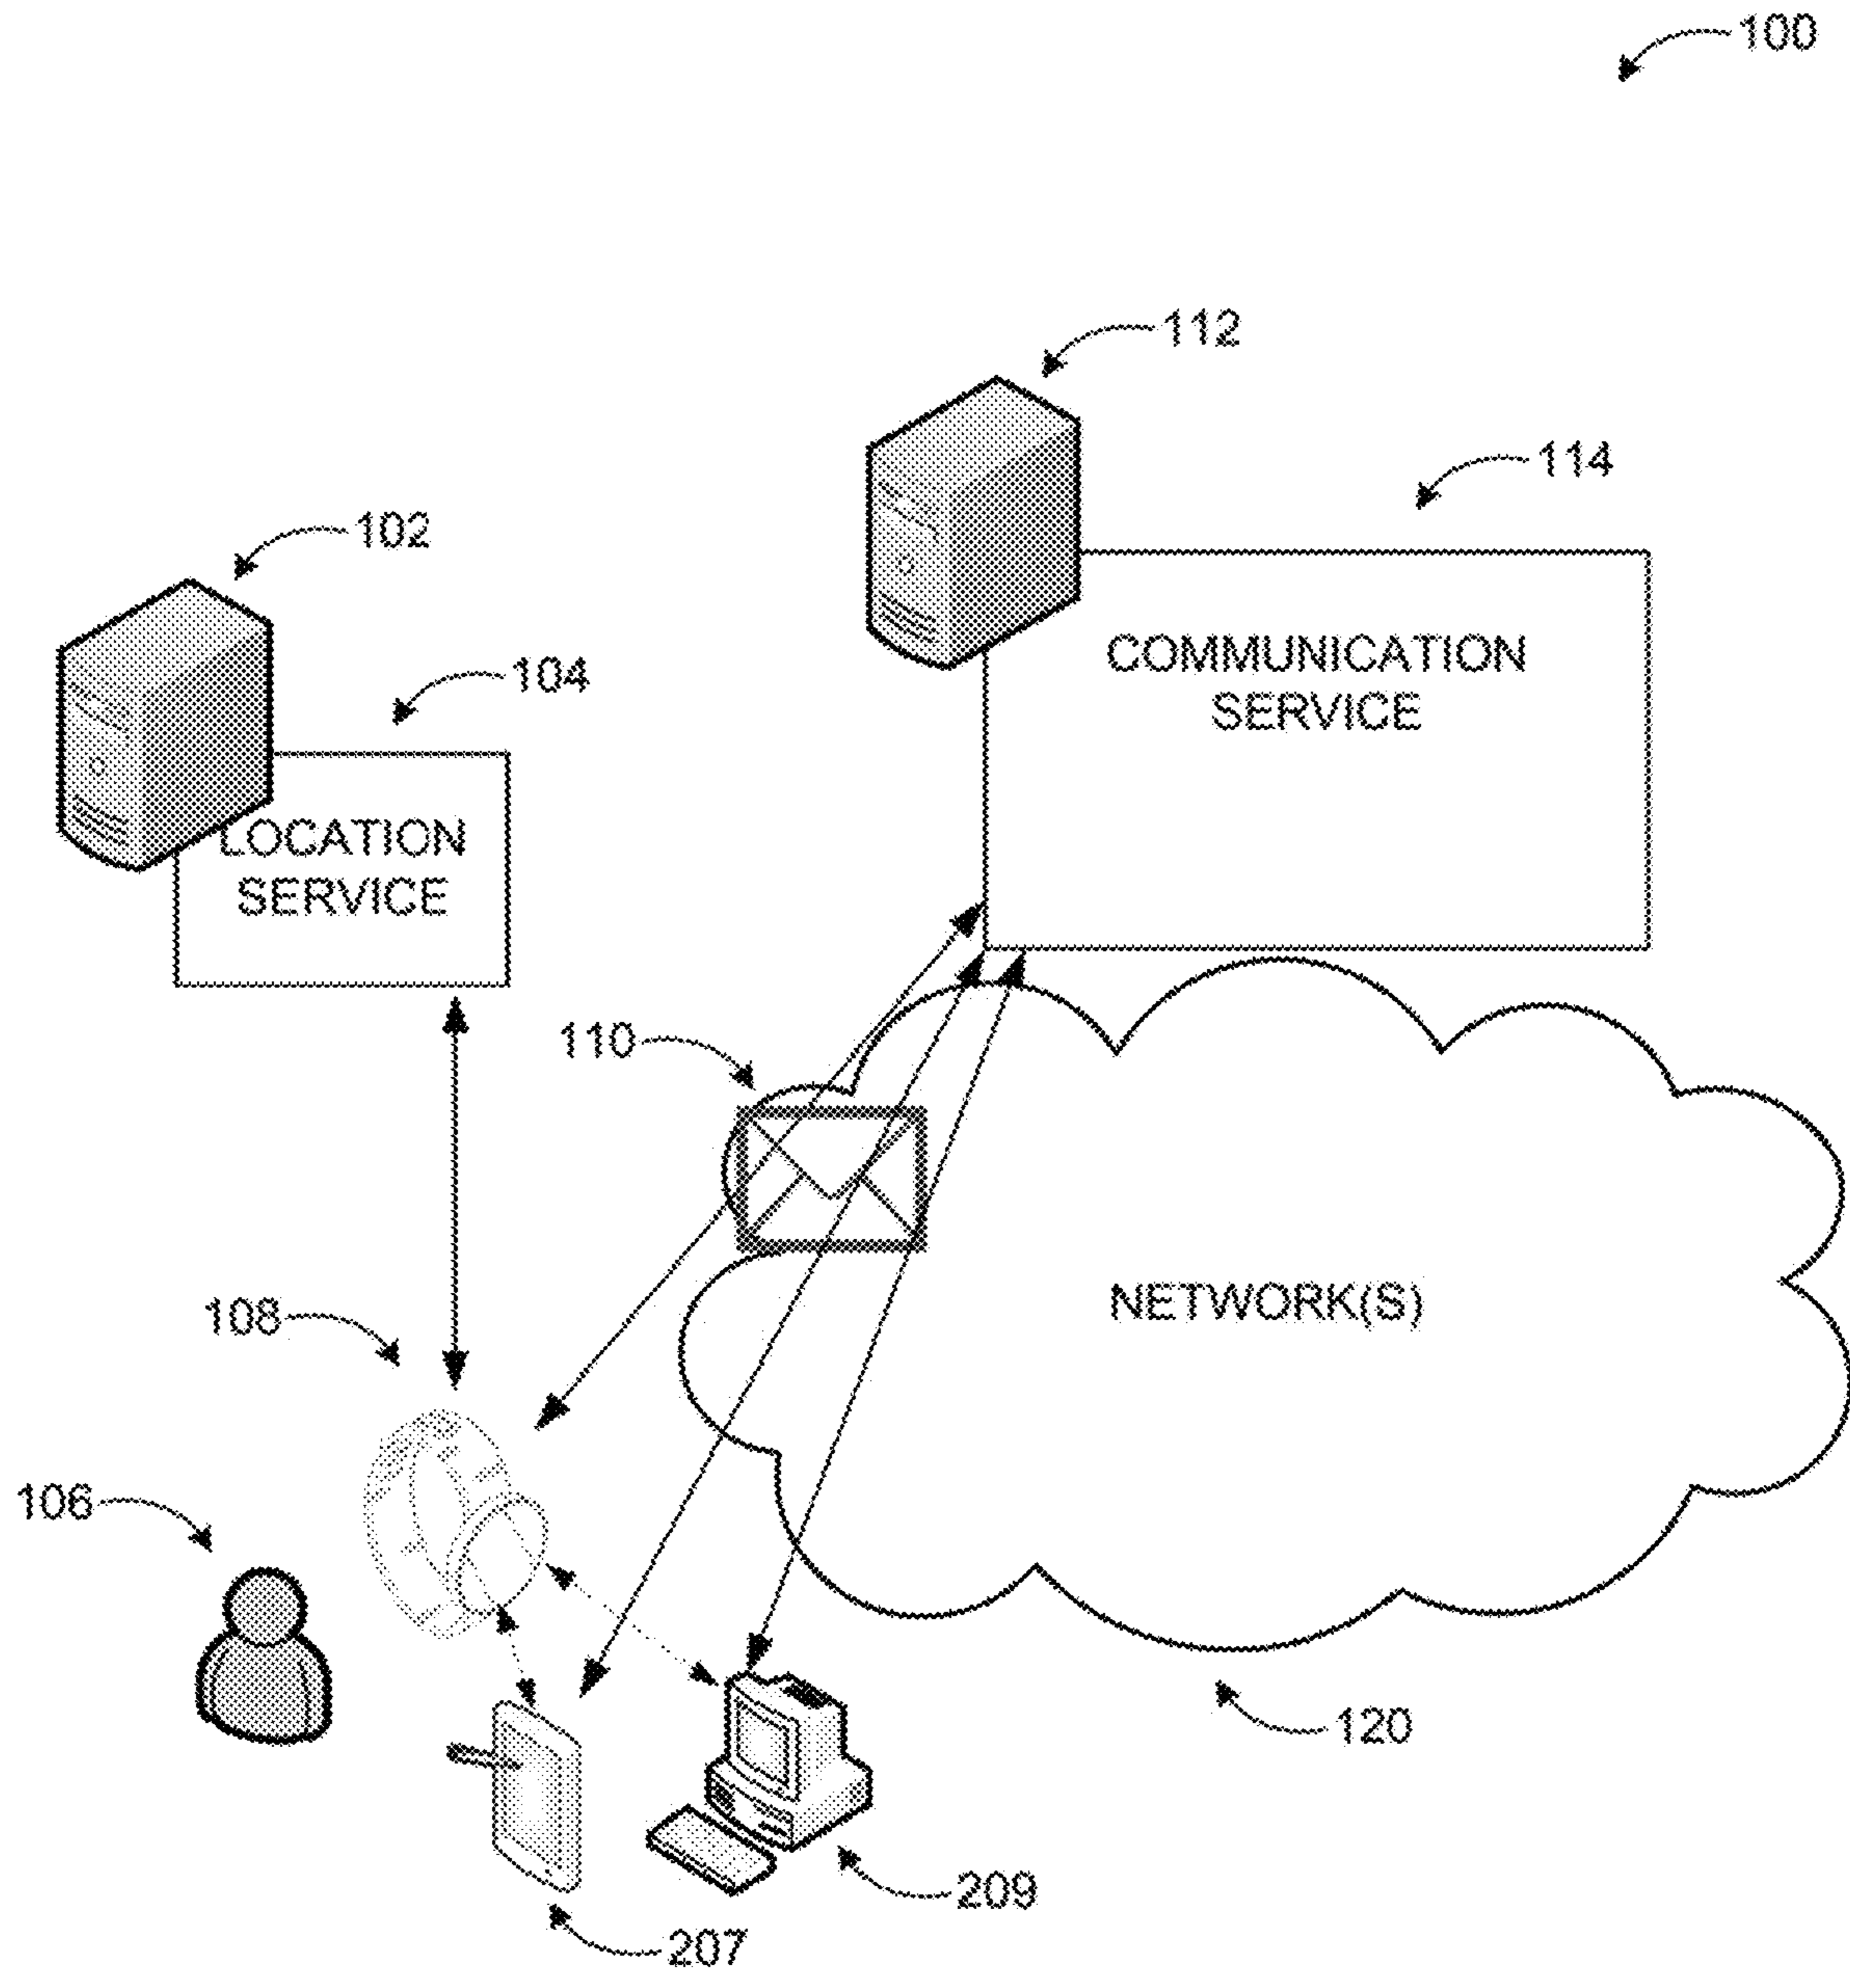 100
112
114
102
104
COMMUNICATION
SERVICE
LOCATION
SERVICE
110
108
NETWORK(S)
106
120
209
207